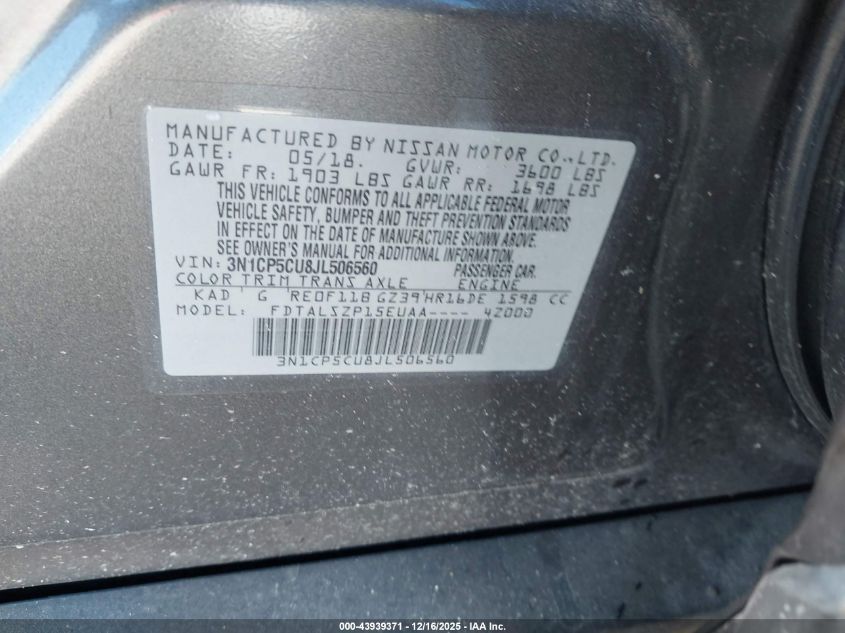 MANUFACTURED BY NISSAN MOTOR CO.,LTD.
DATE: 05/18. GVWR: 3600 LBS
GAWR FR: 1903 LBS GAWR RR: 1698 LBS
THIS VEHICLE CONFORMS TO ALL APPLICABLE FEDERAL MOTOR
VEHICLE SAFETY, BUMPER AND THEFT PREVENTION STANDARDS
IN EFFECT ON THE DATE OF MANUFACTURE SHOWN ABOVE.
SEE OWNER'S MANUAL FOR ADDITIONAL INFORMATION.
VIN: 3N1CP5CU8JL506560 PASSENGER CAR.
COLOR TRIM TRANS AXLE ENGINE
KAD G RE0F11B GZ39 HR16DE 1598 CC
MODEL: FDTALSZP15EUAA---- 42000
3N1CP5CU8JL506560
000-43939371 - 12/16/2025 - IAA Inc.